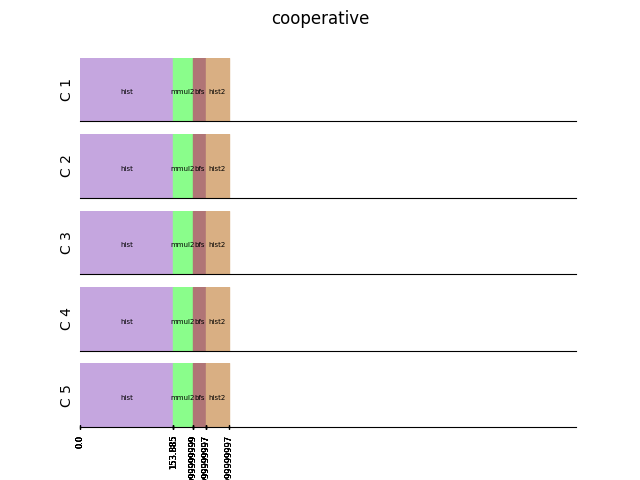 cooperative
C 1
hist mmul2 bfs hist2
C 2
hist mmul2 bfs hist2
C 3
hist mmul2 bfs hist2
C 4
hist mmul2 bfs hist2
C 5
hist mmul2 bfs hist2
0.0
153.885